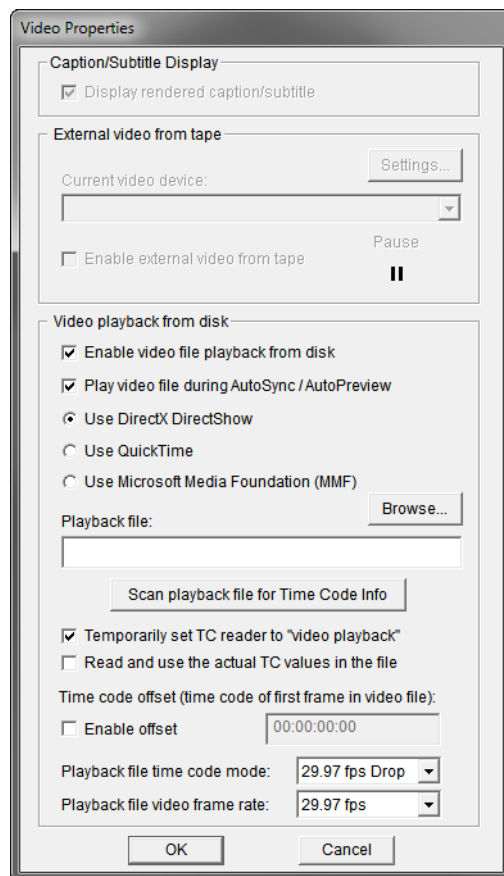 Video Properties
Caption/Subtitle Display
Display rendered caption/subtitle
External video from tape
Settings...
Current video device:
Enable external video from tape
Pause
Video playback from disk
Enable video file playback from disk
Play video file during AutoSync / AutoPreview
Use DirectX DirectShow
Use QuickTime
Use Microsoft Media Foundation (MMF)
Browse...
Playback file:
Scan playback file for Time Code Info
Temporarily set TC reader to "video playback"
Read and use the actual TC values in the file
Time code offset (time code of first frame in video file):
Enable offset 00:00:00:00
Playback file time code mode: 29.97 fps Drop
Playback file video frame rate: 29.97 fps
OK Cancel